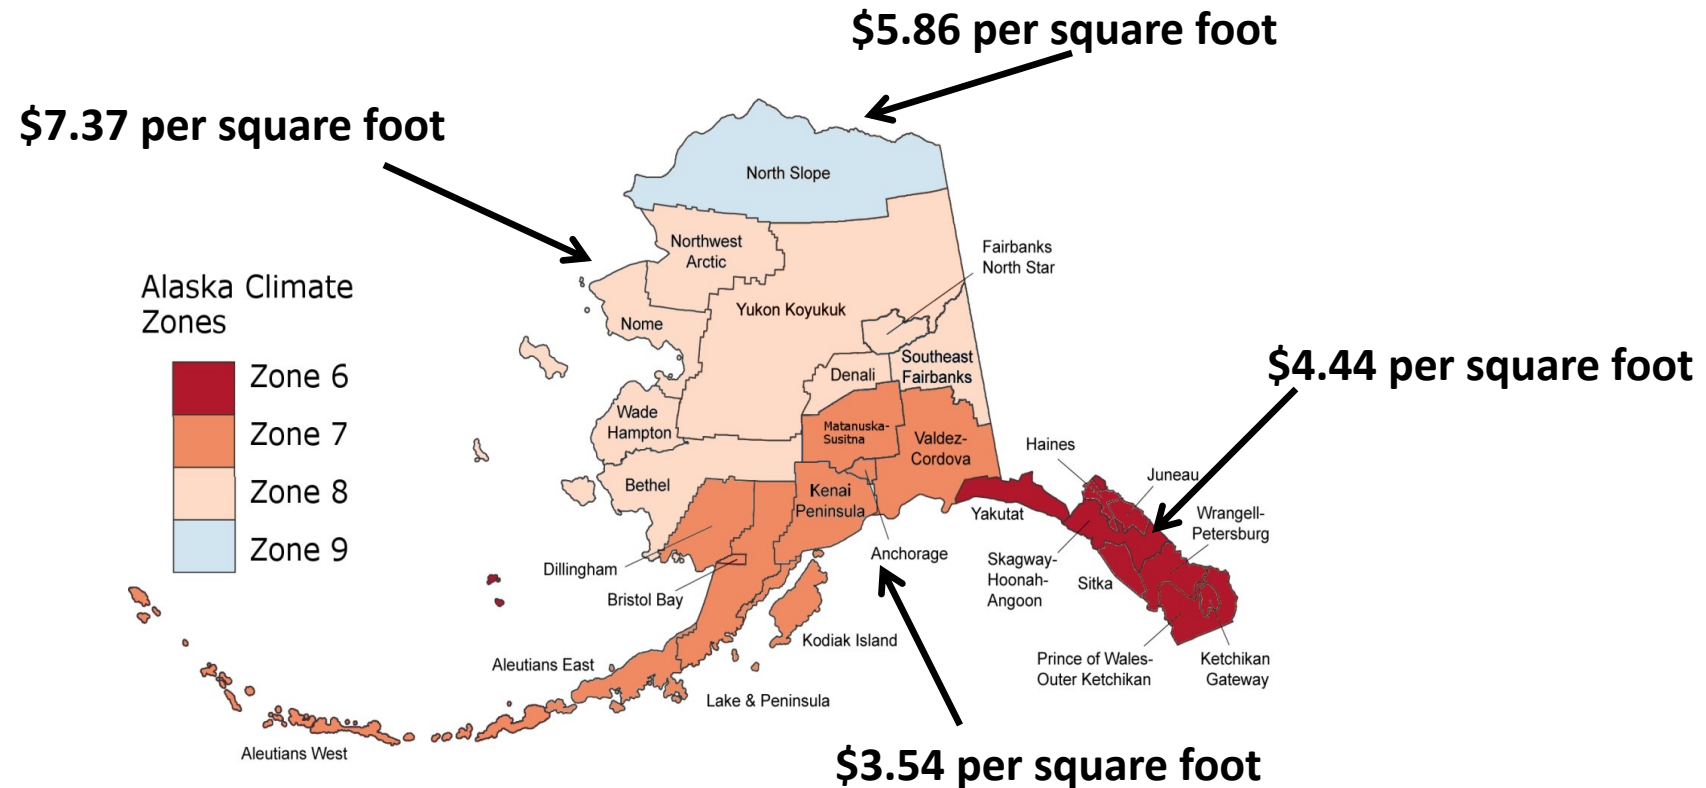 $5.86 per square foot
$7.37 per square foot
North Slope
Northwest
Arctic
Fairbanks
North Star
Alaska Climate
Zones
Yukon Koyukuk
Nome
Zone 6
Zone 7
Zone 8
Zone 9
Southeast
Fairbanks
Denali
$4.44 per square foot
Wade
Hampton
Matanuska-
Susitna
Valdez-
Cordova
Haines
Juneau
Bethel
Kenai
Peninsula
Yakutat
Wrangell-
Petersburg
Anchorage
Skagway-
Hoonah-
Angoon
Sitka
Dillingham
Bristol Bay
Kodiak Island
Aleutians East
Prince of Wales-
Outer Ketchikan
Ketchikan
Gateway
Lake & Peninsula
Aleutians West
$3.54 per square foot